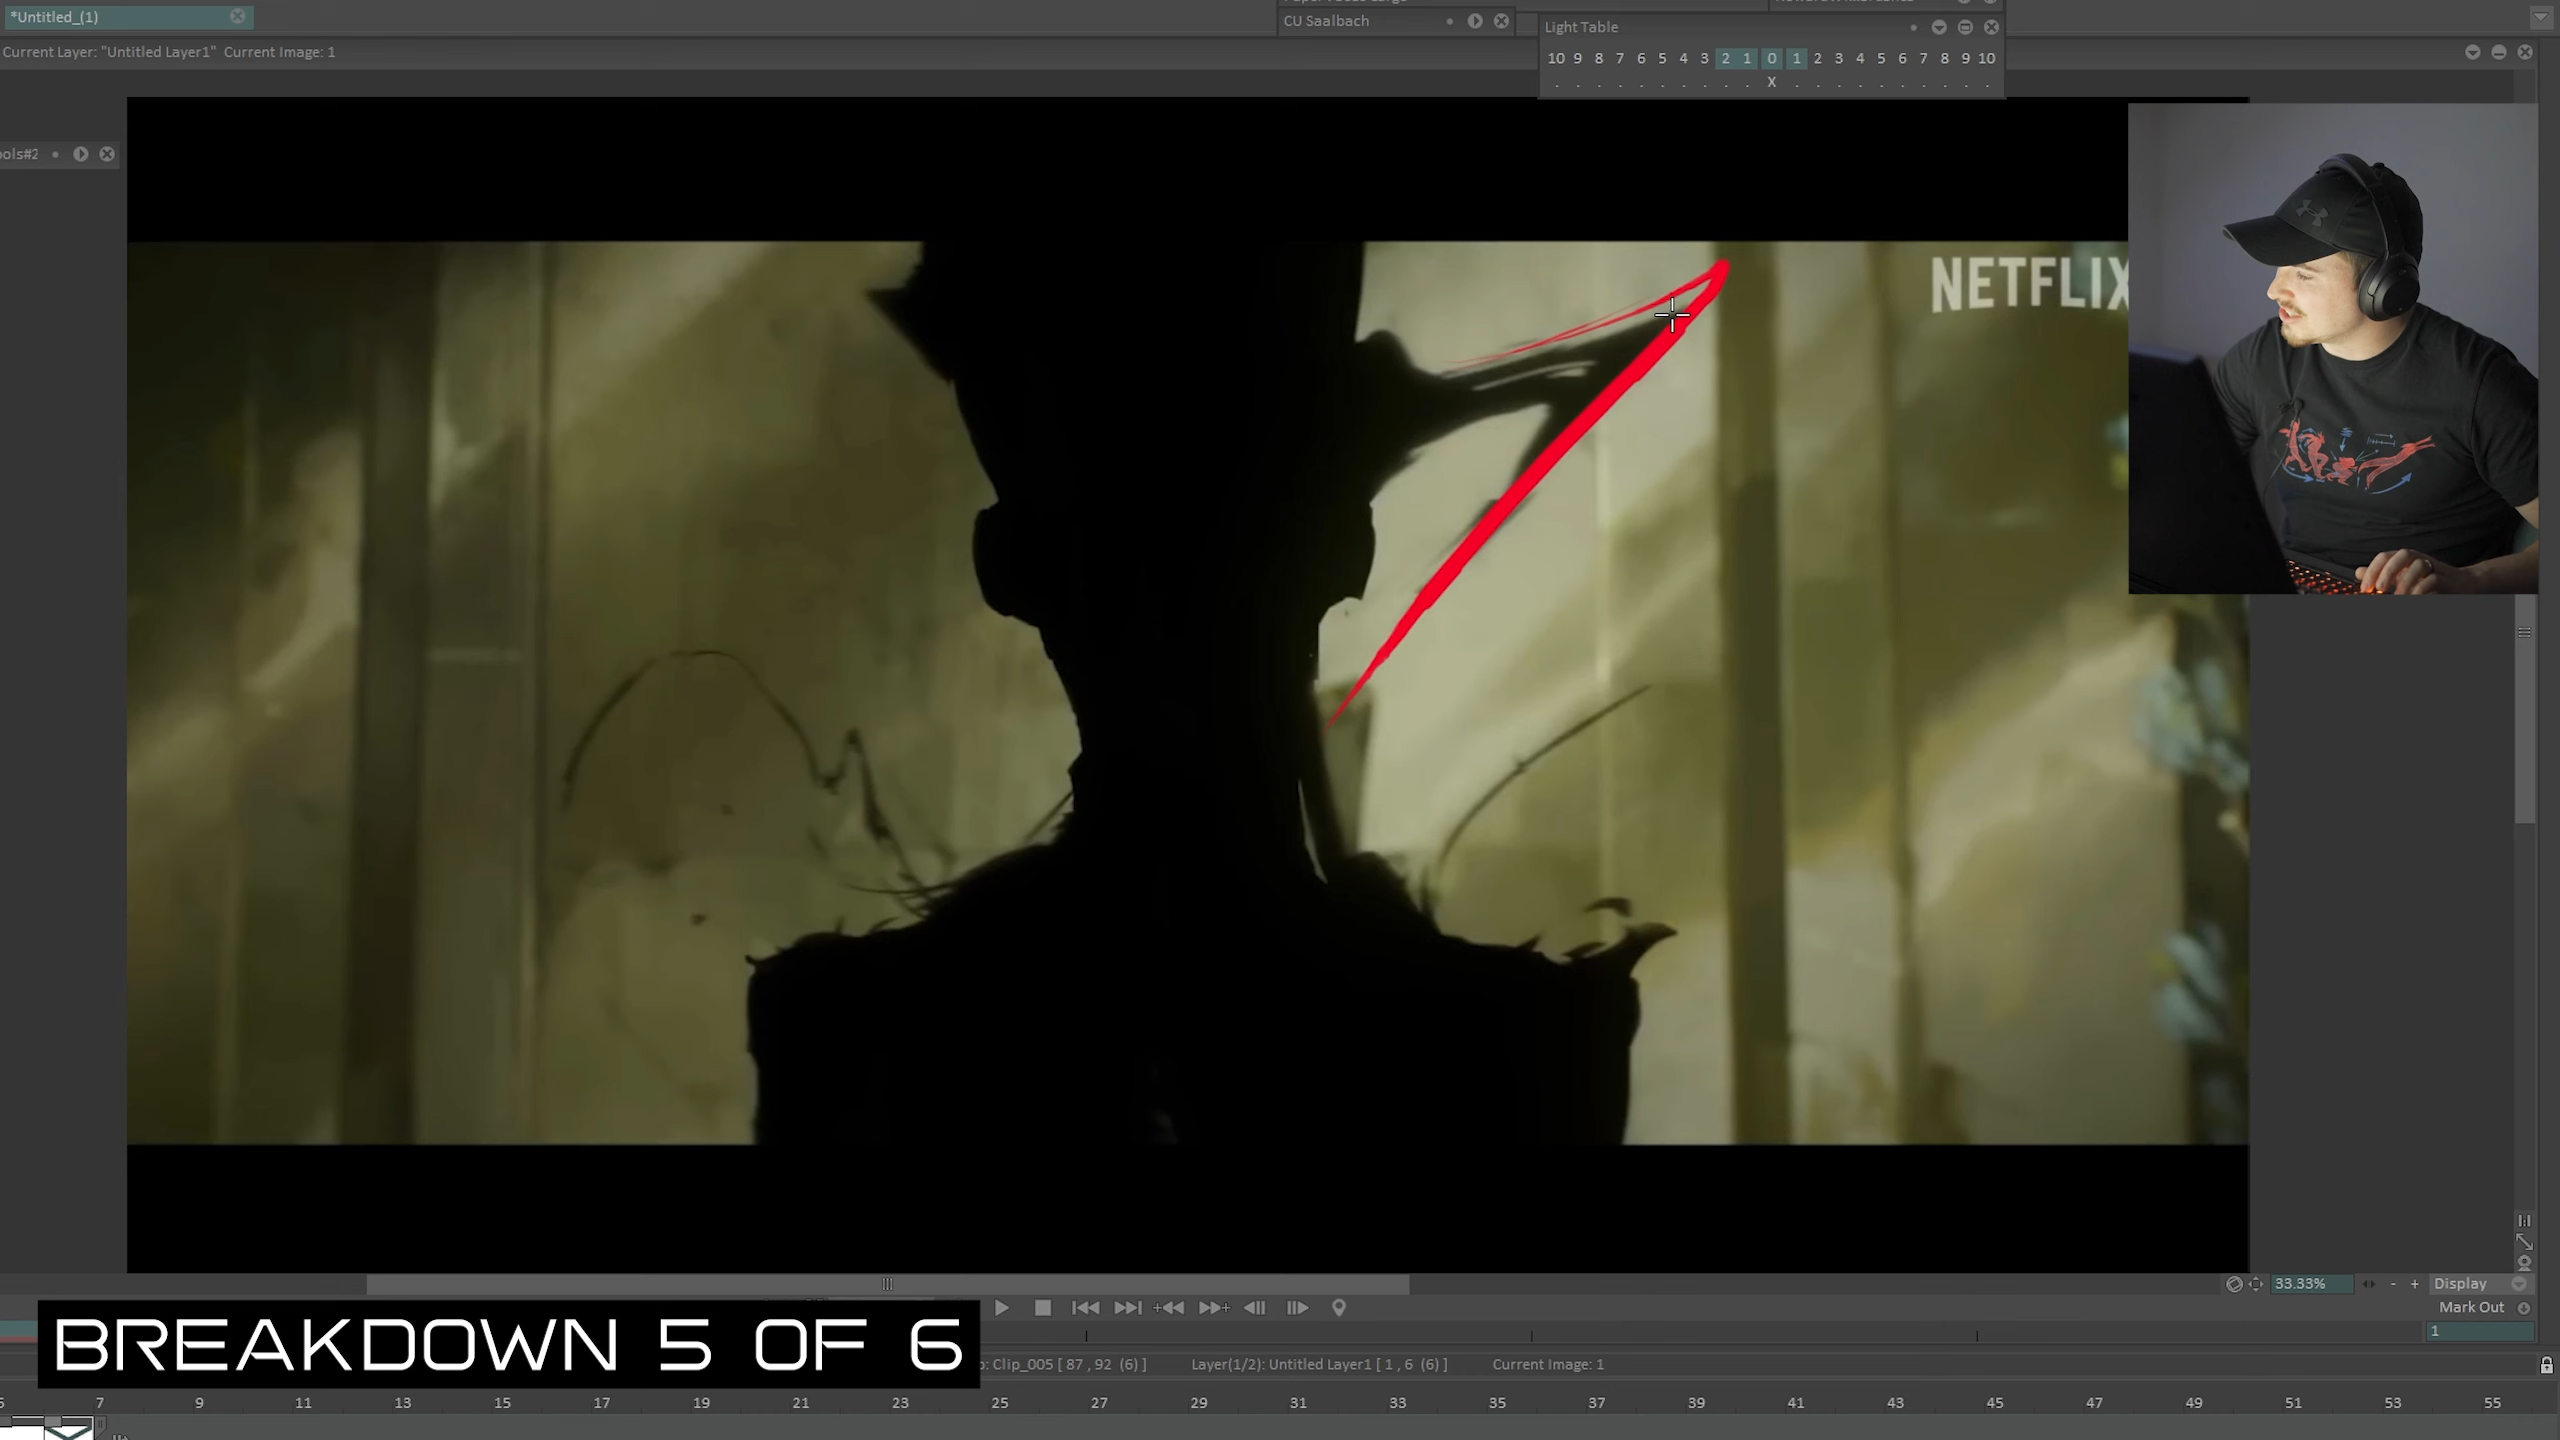 *Untitled_(1)
CU Saalbach
Light Table
Current Layer: "Untitled Layer1" Current Image: 1
10 9 8 7 6 5 4 3 2 1 0 1 2 3 4 5 6 7 8 9 10
X
ols#2
NETFLIX
33.33%
- + Display
Mark Out
1
BREAKDOWN 5 OF 6
Clip_005 [ 87 , 92 (6) ] Layer(1/2): Untitled Layer1 [ 1 , 6 (6) ] Current Image: 1
7 9 11 13 15 17 19 21 23 25 27 29 31 33 35 37 39 41 43 45 47 49 51 53 55